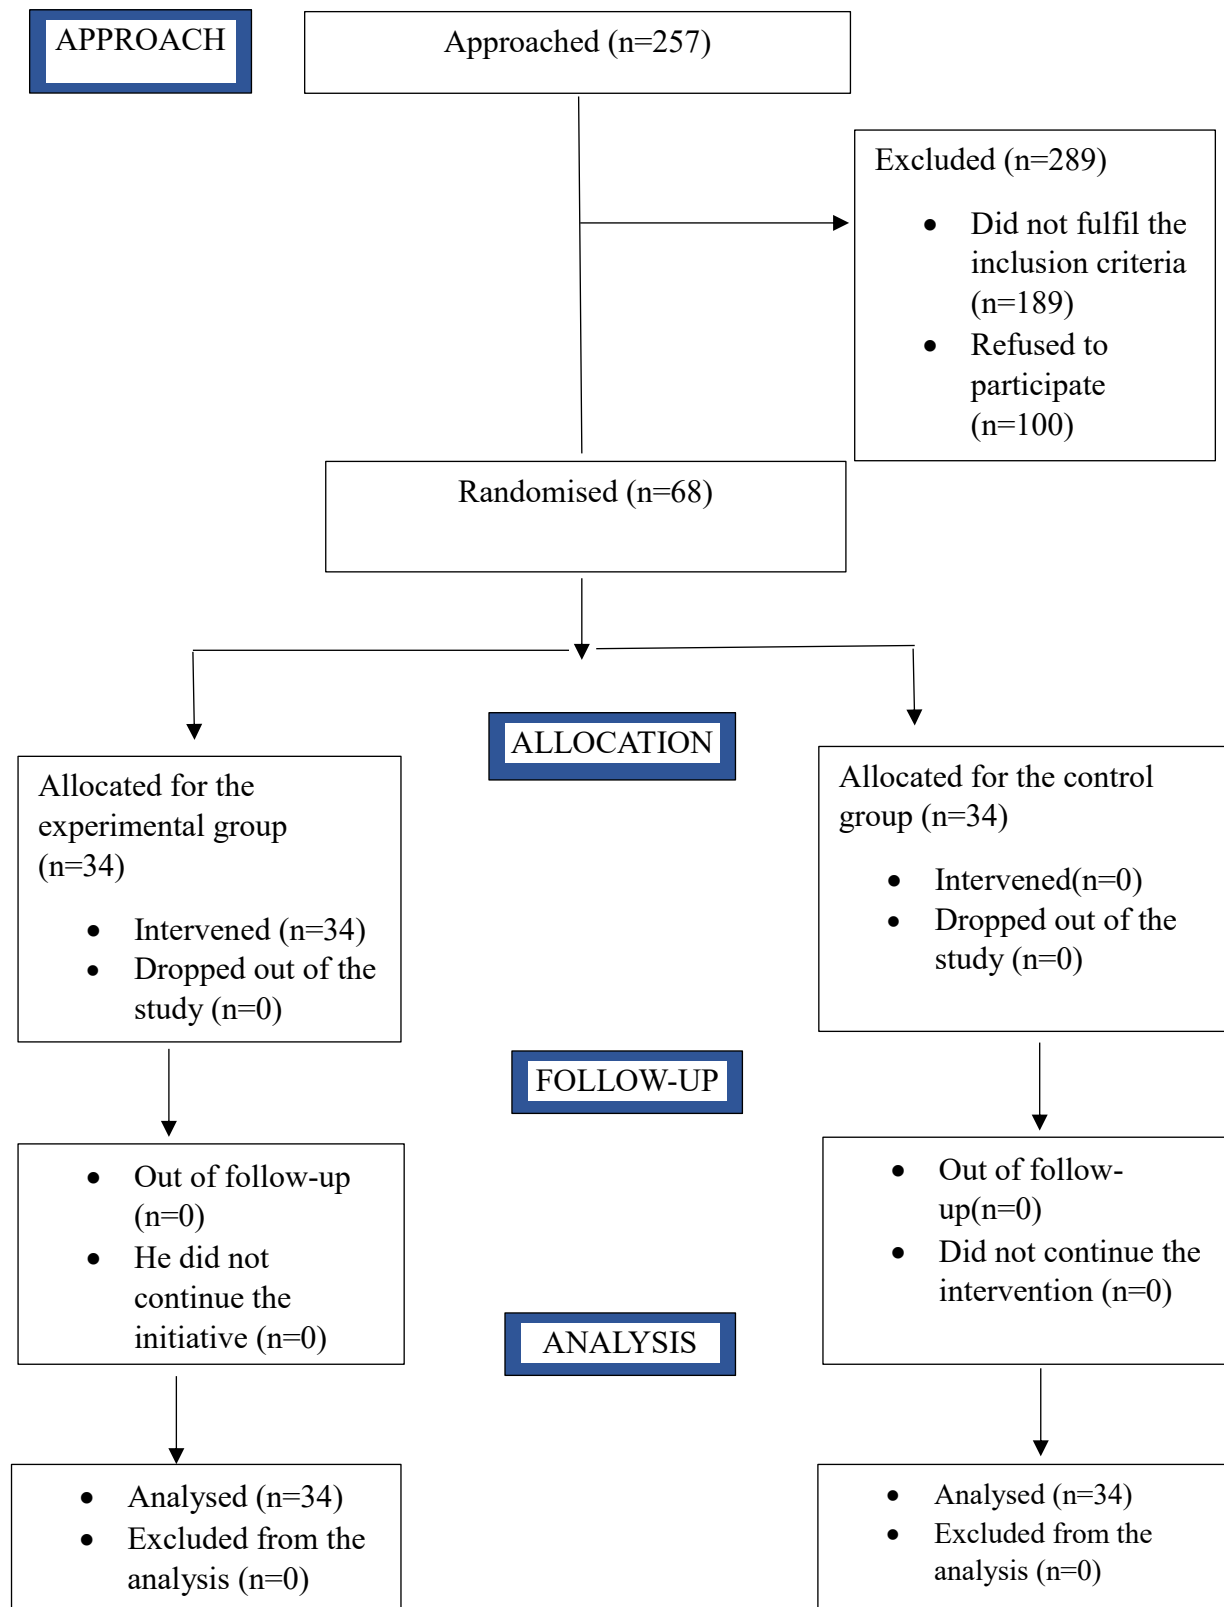 APPROACH
Approached (n=257)
Excluded (n=289)
• Did not fulfil the
inclusion criteria
(n=189)
• Refused to
participate
(n=100)
Randomised (n=68)
ALLOCATION
Allocated for the
experimental group
(n=34)
• Intervened (n=34)
• Dropped out of the
study (n=0)
Allocated for the control
group (n=34)
• Intervened(n=0)
• Dropped out of the
study (n=0)
FOLLOW-UP
• Out of follow-up
(n=0)
• He did not
continue the
initiative (n=0)
• Out of follow-
up(n=0)
• Did not continue the
intervention (n=0)
ANALYSIS
• Analysed (n=34)
• Excluded from the
analysis (n=0)
• Analysed (n=34)
• Excluded from the
analysis (n=0)